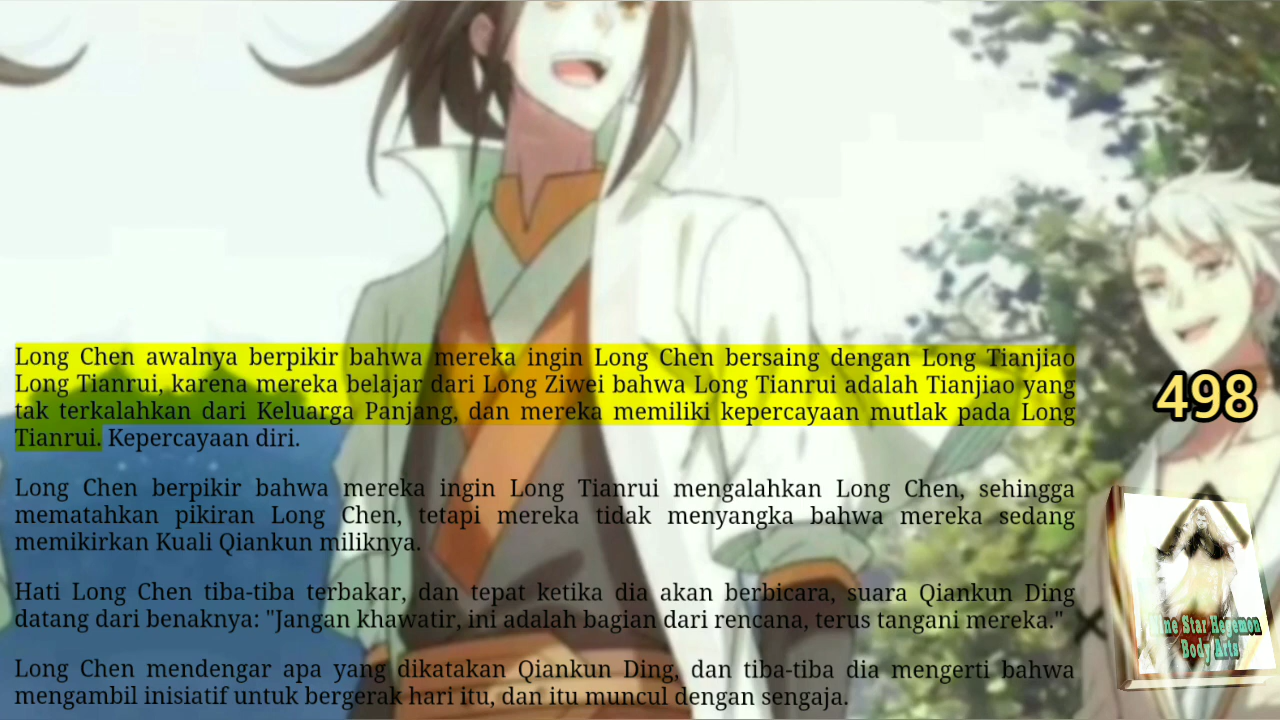 Long Chen awalnya berpikir bahwa mereka ingin Long Chen bersaing dengan Long Tianjiao
Long Tianrui, karena mereka belajar dari Long Ziwei bahwa Long Tianrui adalah Tianjiao yang
tak terkalahkan dari Keluarga Panjang, dan mereka memiliki kepercayaan mutlak pada Long
Tianrui. Kepercayaan diri.
498
Long Chen berpikir bahwa mereka ingin Long Tianrui mengalahkan Long Chen, sehingga
mematahkan pikiran Long Chen, tetapi mereka tidak menyangka bahwa mereka sedang
memikirkan Kuali Qiankun miliknya.
Hati Long Chen tiba-tiba terbakar, dan tepat ketika dia akan berbicara, suara Qiankun Ding
datang dari benaknya: "Jangan khawatir, ini adalah bagian dari rencana, terus tangani mereka."
Long Chen mendengar apa yang dikatakan Qiankun Ding, dan tiba-tiba dia mengerti bahwa
mengambil inisiatif untuk bergerak hari itu, dan itu muncul dengan sengaja.
Nine Star Hegemon
Body Arts